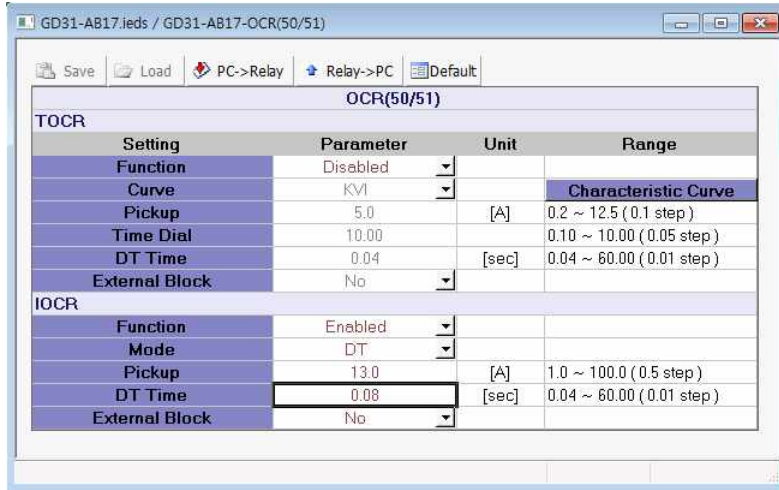 GD31-AB17.ieds / GD31-AB17-OCR(50/51)
Save Load PC->Relay Relay->PC Default
OCR(50/51)
TOCR
Setting Parameter Unit Range
Function Disabled
Curve KVI Characteristic Curve
Pickup 5.0 [A] 0.2 ~ 12.5 ( 0.1 step )
Time Dial 10.00 0.10 ~ 10.00 ( 0.05 step )
DT Time 0.04 [sec] 0.04 ~ 60.00 ( 0.01 step )
External Block No
IOCR
Function Enabled
Mode DT
Pickup 13.0 [A] 1.0 ~ 100.0 ( 0.5 step )
DT Time 0.08 [sec] 0.04 ~ 60.00 ( 0.01 step )
External Block No